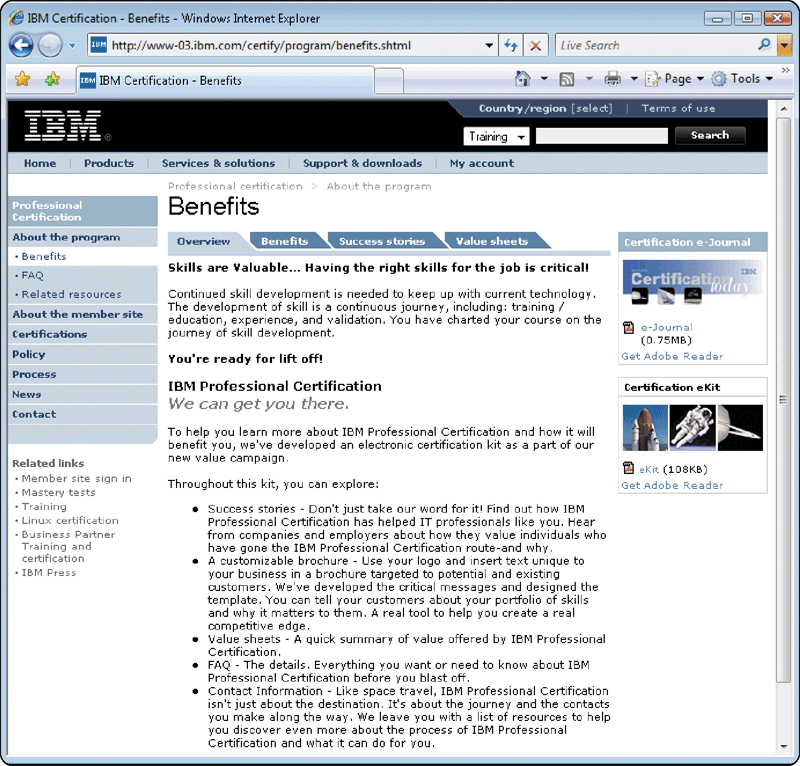 IBM Certification - Benefits - Windows Internet Explorer
IBM http://www-03.ibm.com/certify/program/benefits.shtml
Live Search
IBM IBM Certification - Benefits
Page
Tools
IBM®
Country/region [select] | Terms of use
Training
Search
Home
Products
Services & solutions
Support & downloads
My account
Professional
Certification
About the program
• Benefits
• FAQ
• Related resources
About the member site
Certifications
Policy
Process
News
Contact
Related links
• Member site sign in
• Mastery tests
• Training
• Linux certification
• Business Partner
Training and
certification
• IBM Press
Professional certification > About the program
Benefits
Overview
Benefits
Success stories
Value sheets
Skills are Valuable... Having the right skills for the job is critical!
Continued skill development is needed to keep up with current technology.
The development of skill is a continuous journey, including: training /
education, experience, and validation. You have charted your course on the
journey of skill development.
You're ready for lift off!
IBM Professional Certification
We can get you there.
To help you learn more about IBM Professional Certification and how it will
benefit you, we've developed an electronic certification kit as a part of our
new value campaign.
Throughout this kit, you can explore:
• Success stories - Don't just take our word for it! Find out how IBM
Professional Certification has helped IT professionals like you. Hear
from companies and employers about how they value individuals who
have gone the IBM Professional Certification route-and why.
• A customizable brochure - Use your logo and insert text unique to
your business in a brochure targeted to potential and existing
customers. We've developed the critical messages and designed the
template. You can tell your customers about your portfolio of skills
and why it matters to them. A real tool to help you create a real
competitive edge.
• Value sheets - A quick summary of value offered by IBM Professional
Certification.
• FAQ - The details. Everything you want or need to know about IBM
Professional Certification before you blast off.
• Contact Information - Like space travel, IBM Professional Certification
isn't just about the destination. It's about the journey and the contacts
you make along the way. We leave you with a list of resources to help
you discover even more about the process of IBM Professional
Certification and what it can do for you.
Certification e-Journal
IBM
Certification
today
e-Journal
(0.75MB)
Get Adobe Reader
Certification eKit
eKit (108KB)
Get Adobe Reader